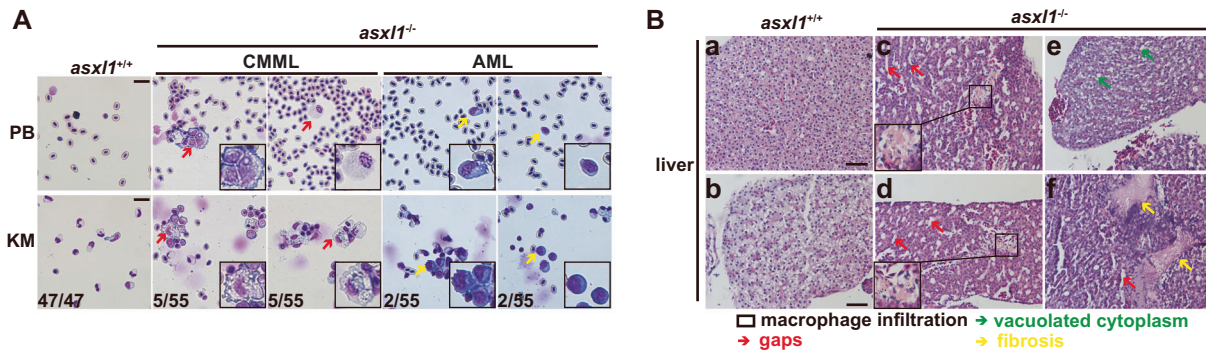 A
asxl1-/-
asxl1+/+
CMML
AML
PB
KM
47/47
5/55
5/55
2/55
2/55
B
asxl1+/+
asxl1-/-
liver
a
c
e
b
d
f
macrophage infiltration
vacuolated cytoplasm
gaps
fibrosis